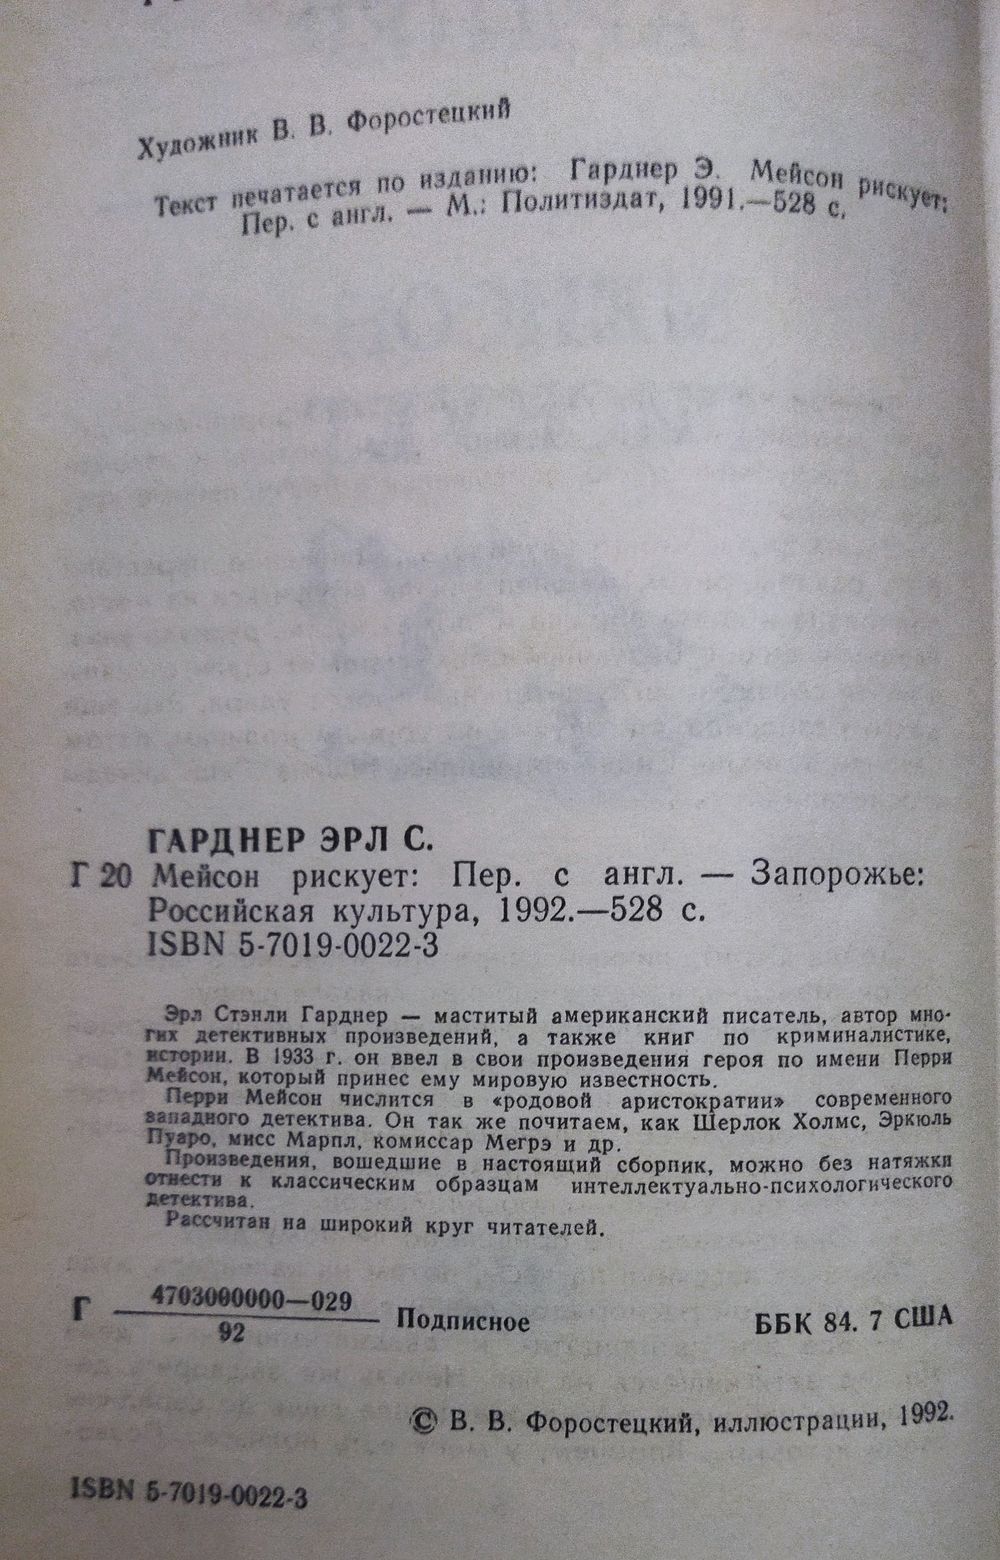 Художник В. В. Форостецкий
Текст печатается по изданию: Гарднер Э. Мейсон рискует:
Пер. с англ. — М.: Политиздат, 1991.—528 с.
ГАРДНЕР ЭРЛ С.
Г 20 Мейсон рискует: Пер. с англ. — Запорожье:
Российская культура, 1992.—528 с.
ISBN 5-7019-0022-3
Эрл Стэнли Гарднер — маститый американский писатель, автор мно-
гих детективных произведений, а также книг по криминалистике,
истории. В 1933 г. он ввел в свои произведения героя по имени Перри
Мейсон, который принес ему мировую известность.
Перри Мейсон числится в «родовой аристократии» современного
западного детектива. Он так же почитаем, как Шерлок Холмс, Эркюль
Пуаро, мисс Марпл, комиссар Мегрэ и др.
Произведения, вошедшие в настоящий сборник, можно без натяжки
отнести к классическим образцам интеллектуально-психологического
детектива.
Рассчитан на широкий круг читателей.
Г 4703000000—029
92 Подписное ББК 84. 7 США
© В. В. Форостецкий, иллюстрации, 1992.
ISBN 5-7019-0022-3